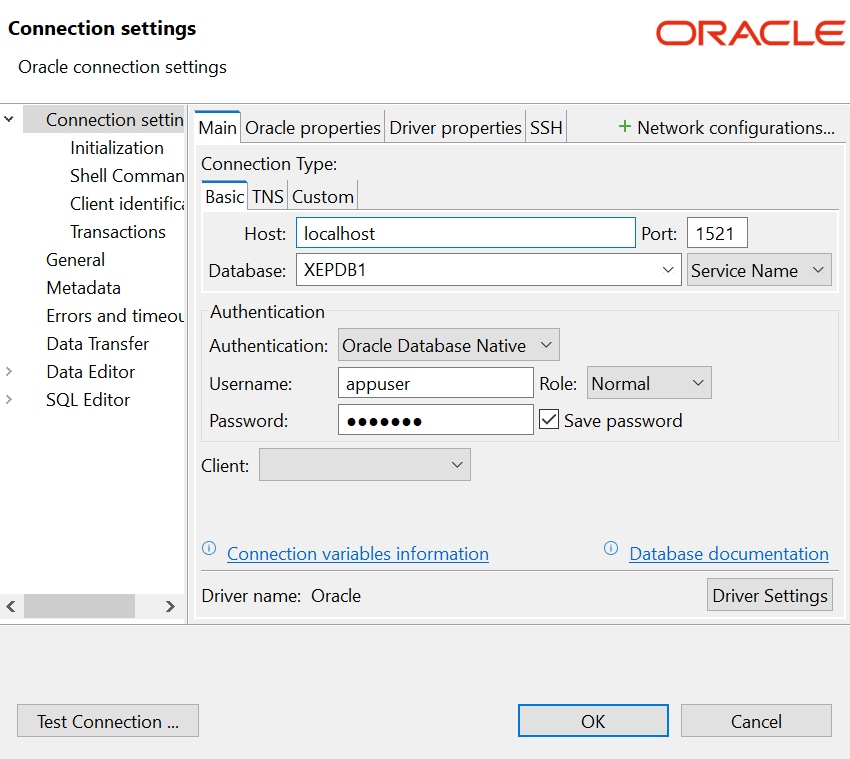 Connection settings
ORACLE
Oracle connection settings
Connection settin
Initialization
Shell Comman
Client identifica
Transactions
General
Metadata
Errors and timeou
Data Transfer
Data Editor
SQL Editor
Main Oracle properties Driver properties SSH + Network configurations...
Connection Type:
Basic TNS Custom
Host: localhost Port: 1521
Database: XEPDB1 Service Name
Authentication
Authentication: Oracle Database Native
Username: appuser Role: Normal
Password: ●●●●●●● Save password
Client:
Connection variables information Database documentation
Driver name: Oracle Driver Settings
Test Connection ... OK Cancel